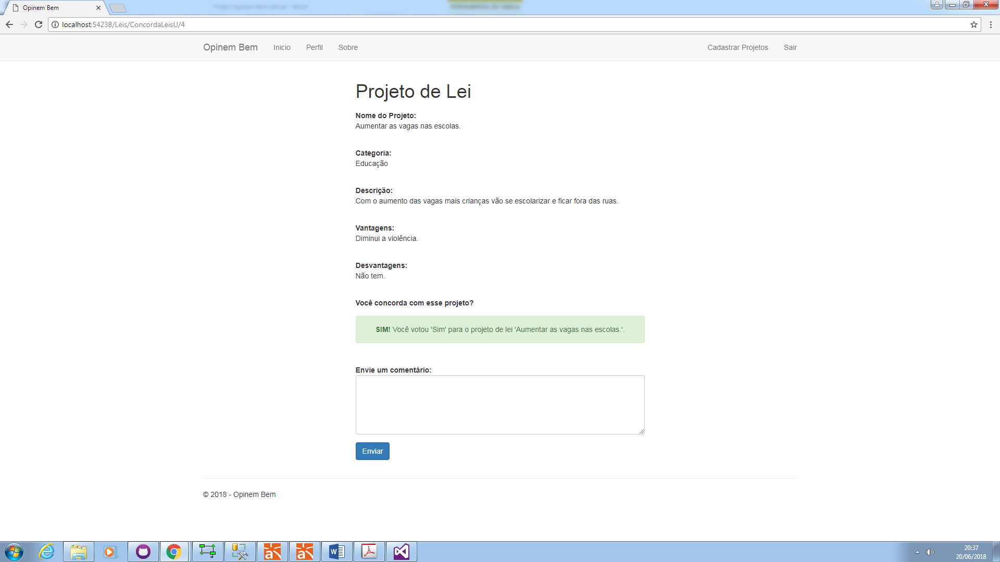 Opinem Bem
localhost:54238/Leis/ConcordaLeisU/4
Opinem Bem Inicio Perfil Sobre Cadastrar Projetos Sair
Projeto de Lei
Nome do Projeto:
Aumentar as vagas nas escolas.
Categoria:
Educação
Descrição:
Com o aumento das vagas mais crianças vão se escolarizar e ficar fora das ruas.
Vantagens:
Diminui a violência.
Desvantagens:
Não tem.
Você concorda com esse projeto?
SIM! Você votou 'Sim' para o projeto de lei 'Aumentar as vagas nas escolas.'.
Envie um comentário:
Enviar
© 2018 - Opinem Bem
20:37
20/06/2018